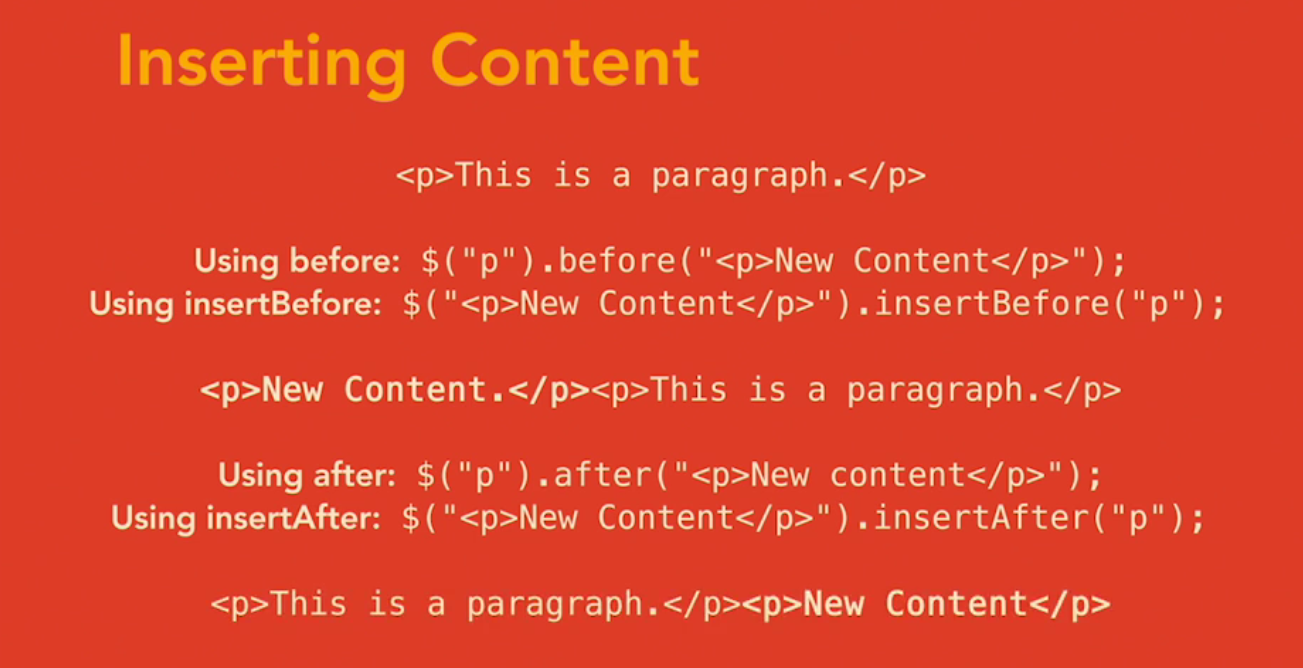 Inserting Content
<p>This is a paragraph.</p>
Using before: $("p").before("<p>New Content</p>");
Using insertBefore: $("<p>New Content</p>").insertBefore("p");
<p>New Content.</p><p>This is a paragraph.</p>
Using after: $("p").after("<p>New content</p>");
Using insertAfter: $("<p>New Content</p>").insertAfter("p");
<p>This is a paragraph.</p><p>New Content</p>